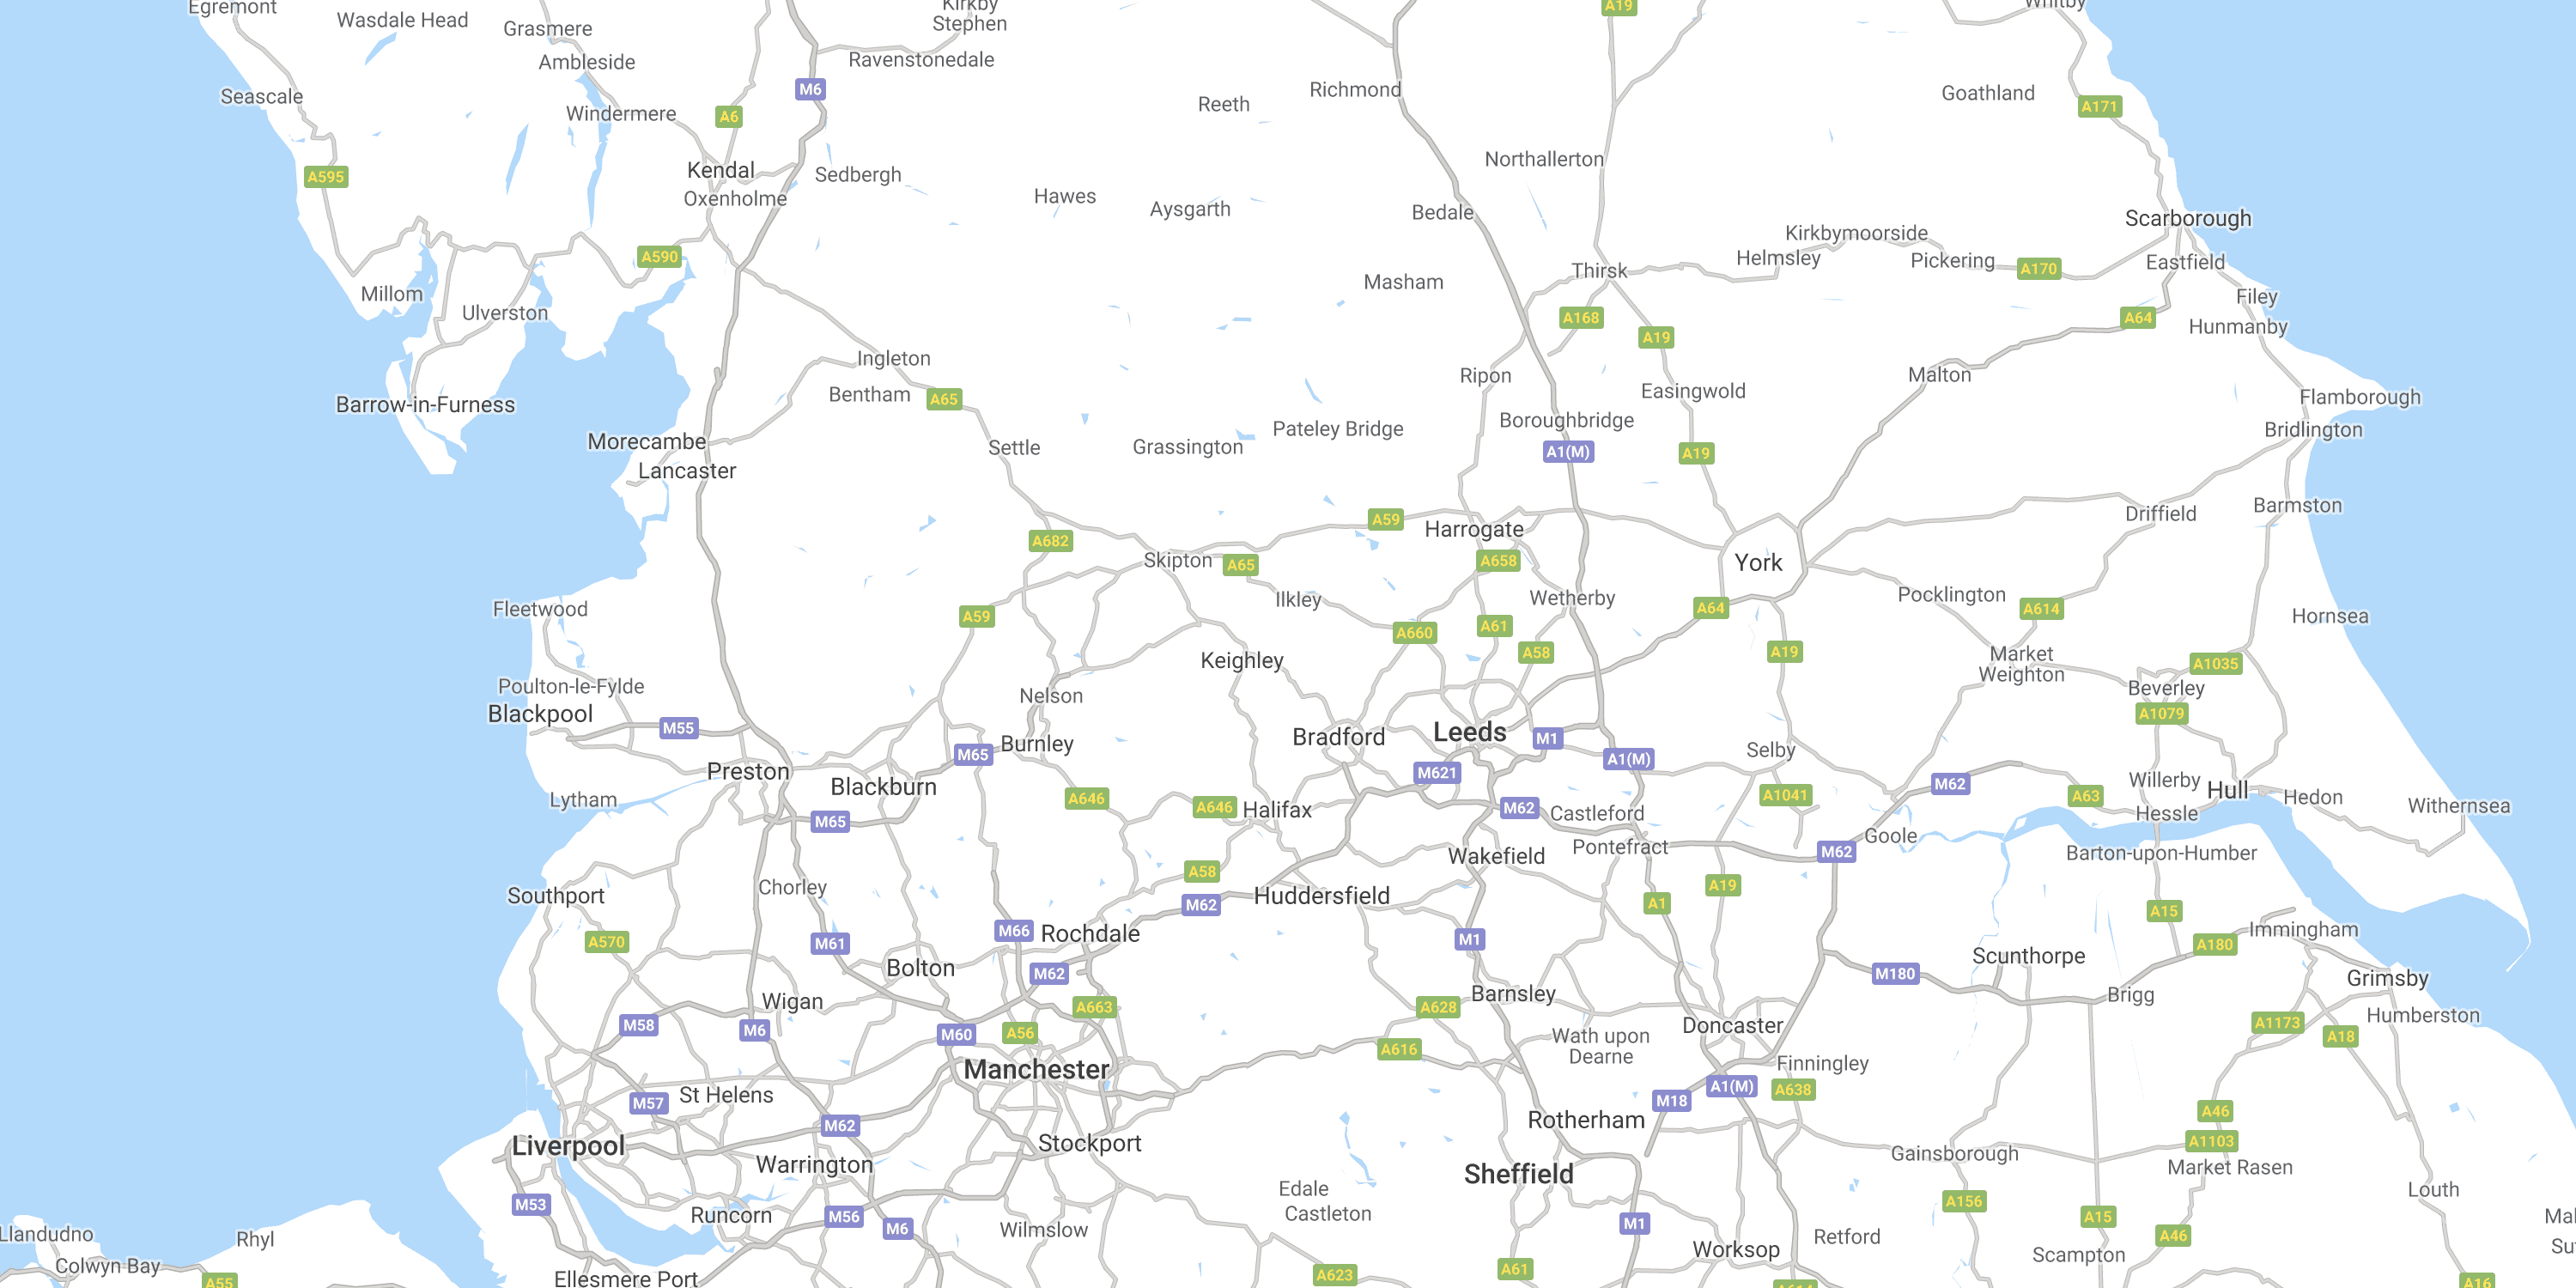 Egremont
Wasdale Head
Grasmere
Kirkby
Stephen
A19
Whitby
Ambleside
Ravenstonedale
M6
Richmond
Goathland
Seascale
Reeth
A171
Windermere
A6
Northallerton
Kendal
Sedbergh
A595
Oxenholme
Hawes
Aysgarth
Bedale
Scarborough
Kirkbymoorside
A590
Helmsley
Pickering
A170
Eastfield
Thirsk
Masham
Millom
Filey
Ulverston
A168
A64
Hunmanby
A19
Ingleton
Ripon
Malton
Bentham
A65
Easingwold
Flamborough
Barrow-in-Furness
Boroughbridge
Pateley Bridge
Bridlington
Morecambe
Settle
Grassington
A1(M)
A19
Lancaster
Barmston
A59
Driffield
Harrogate
A682
Skipton
A65
A658
York
Ilkley
Wetherby
Pocklington
Fleetwood
A59
A64
A614
Hornsea
A660
A61
A58
A19
Market
Weighton
Keighley
A1035
Poulton-le-Fylde
Nelson
Beverley
Blackpool
A1079
M55
Bradford
Leeds
M1
Burnley
M65
Selby
A1(M)
Preston
M621
Blackburn
M62
Willerby
Hull
Lytham
A646
A646
Halifax
M62
Castleford
A1041
A63
Hedon
Withernsea
Hessle
M65
Goole
Pontefract
Wakefield
M62
Barton-upon-Humber
A58
Chorley
A19
Southport
Huddersfield
M62
A1
A15
M66
Rochdale
Immingham
A570
M61
M1
A180
Scunthorpe
Bolton
M62
M180
Grimsby
Wigan
A663
A628
Barnsley
Brigg
Humberston
M58
M6
M60
A56
Doncaster
A1173
A18
Wath upon
Dearne
A616
Manchester
Finningley
St Helens
M57
M18
A1(M)
A638
A46
Rotherham
M62
Liverpool
Stockport
A1103
Gainsborough
Warrington
Sheffield
Market Rasen
Edale
Louth
M53
A156
Castleton
Runcorn
M56
M6
Wilmslow
M1
A15
Llandudno
Rhyl
Retford
A46
Worksop
Scampton
Colwyn Bay
Ellesmere Port
A55
A623
A61
A16